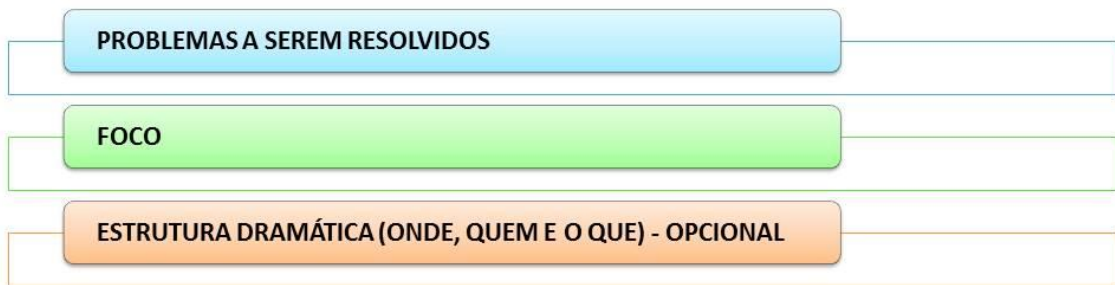 PROBLEMAS A SEREM RESOLVIDOS
FOCO
ESTRUTURA DRAMÁTICA (ONDE, QUEM E O QUE) - OPCIONAL